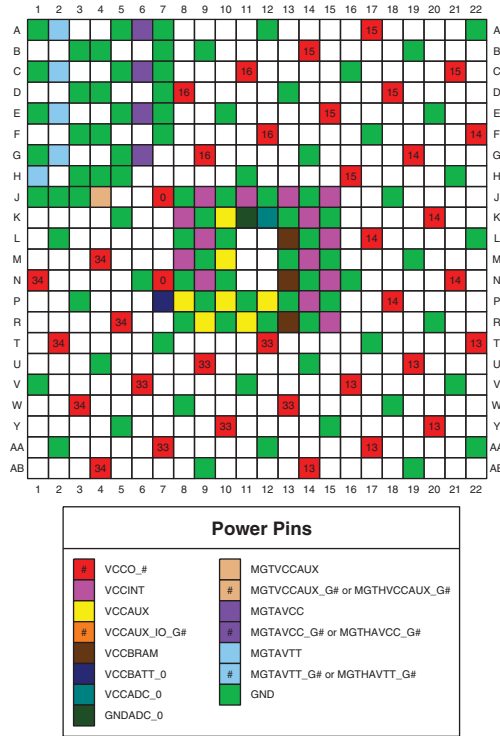 1 2 3 4 5 6 7 8 9 10 11 12 13 14 15 16 17 18 19 20 21 22
A 15 A
B 14 15 B
C 16 15 C
D 16 18 D
E 15 E
F 16 14 F
G 16 14 G
H 15 H
J 0 J
K 14 K
L 14 L
M 34 M
N 34 0 14 N
P 14 P
R 34 R
T 34 33 13 T
U 33 13 U
V 33 13 V
W 34 33 W
Y 33 13 Y
AA 33 13 AA
AB 34 14 AB
1 2 3 4 5 6 7 8 9 10 11 12 13 14 15 16 17 18 19 20 21 22
Power Pins
# VCCO_#
VCCINT
VCCAUX
# VCCAUX_IO_G#
VCCBRAM
VCCBATT_0
VCCADC_0
GNDADC_0
MGTVCCAUX
# MGTVCCAUX_G# or MGTHVCCAUX_G#
MGTAVCC
# MGTAVCC_G# or MGTHAVCC_G#
MGTAVTT
# MGTAVTT_G# or MGTHAVTT_G#
GND